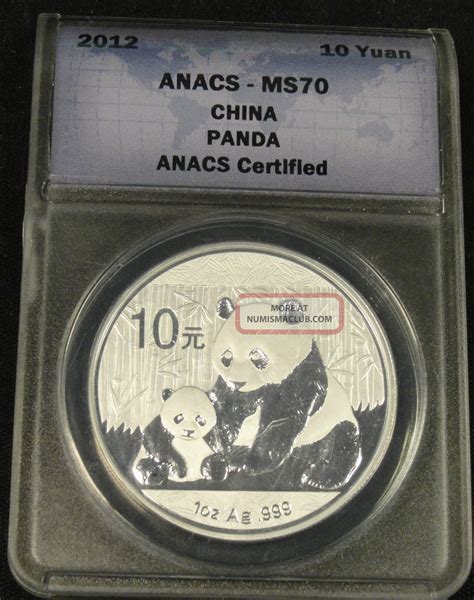 2012 10 Yuan
ANACS - MS70
CHINA
PANDA
ANACS Certified
MORE AT
NUMISMACLUB.COM
10元
1oz Ag .999